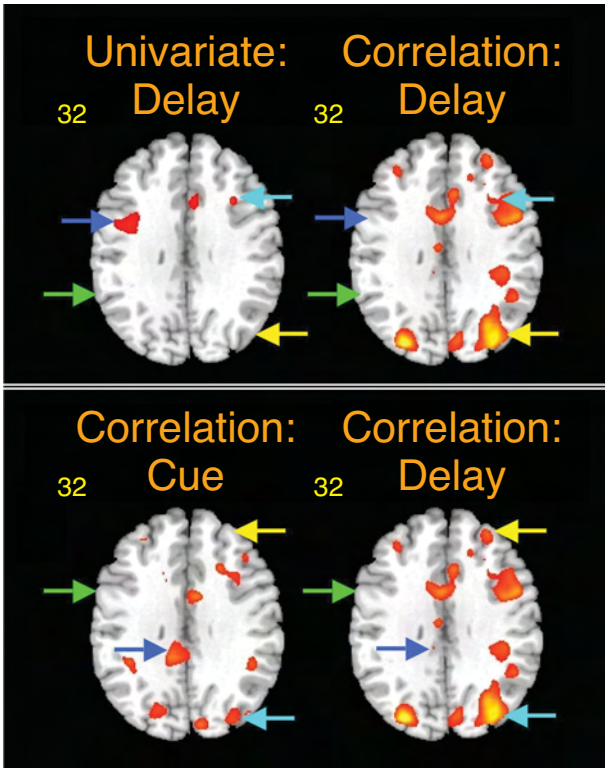 Univariate:
Delay
32
Correlation:
Delay
32
Correlation:
Cue
32
Correlation:
Delay
32